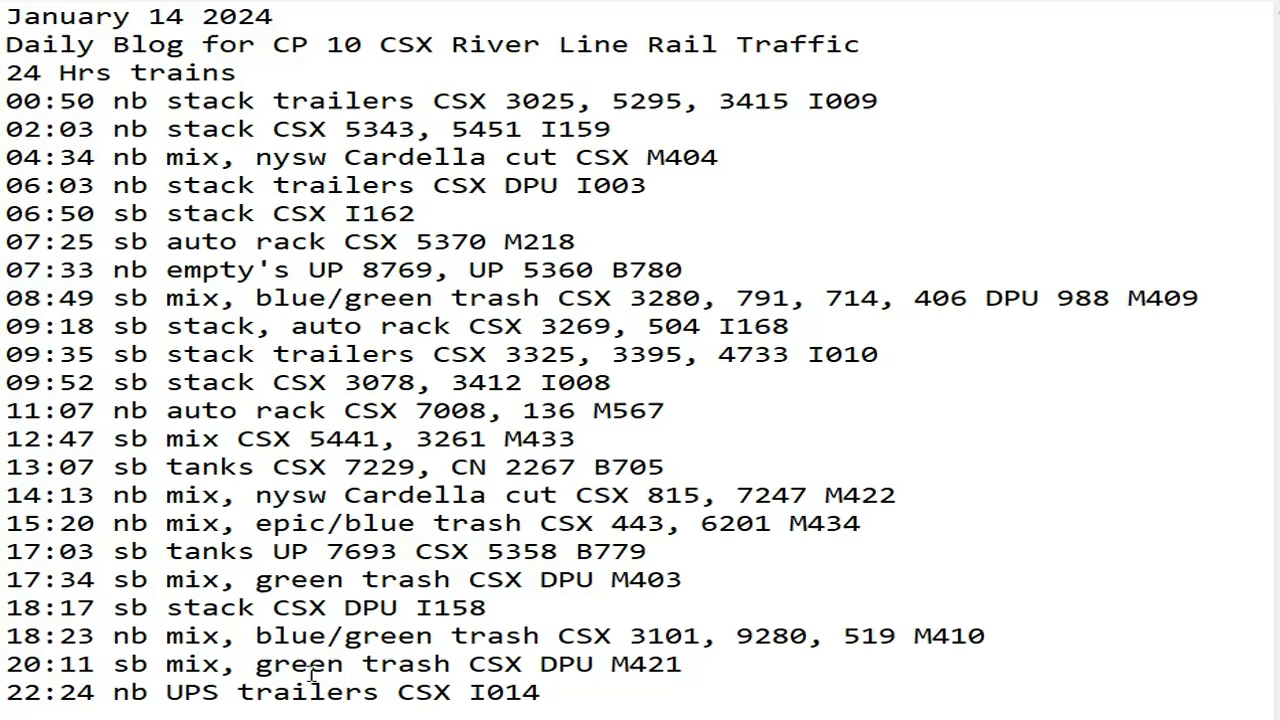 January 14 2024
Daily Blog for CP 10 CSX River Line Rail Traffic
24 Hrs trains
00:50 nb stack trailers CSX 3025, 5295, 3415 I009
02:03 nb stack CSX 5343, 5451 I159
04:34 nb mix, nysw Cardella cut CSX M404
06:03 nb stack trailers CSX DPU I003
06:50 sb stack CSX I162
07:25 sb auto rack CSX 5370 M218
07:33 nb empty's UP 8769, UP 5360 B780
08:49 sb mix, blue/green trash CSX 3280, 791, 714, 406 DPU 988 M409
09:18 sb stack, auto rack CSX 3269, 504 I168
09:35 sb stack trailers CSX 3325, 3395, 4733 I010
09:52 sb stack CSX 3078, 3412 I008
11:07 nb auto rack CSX 7008, 136 M567
12:47 sb mix CSX 5441, 3261 M433
13:07 sb tanks CSX 7229, CN 2267 B705
14:13 nb mix, nysw Cardella cut CSX 815, 7247 M422
15:20 nb mix, epic/blue trash CSX 443, 6201 M434
17:03 sb tanks UP 7693 CSX 5358 B779
17:34 sb mix, green trash CSX DPU M403
18:17 sb stack CSX DPU I158
18:23 nb mix, blue/green trash CSX 3101, 9280, 519 M410
20:11 sb mix, green trash CSX DPU M421
22:24 nb UPS trailers CSX I014